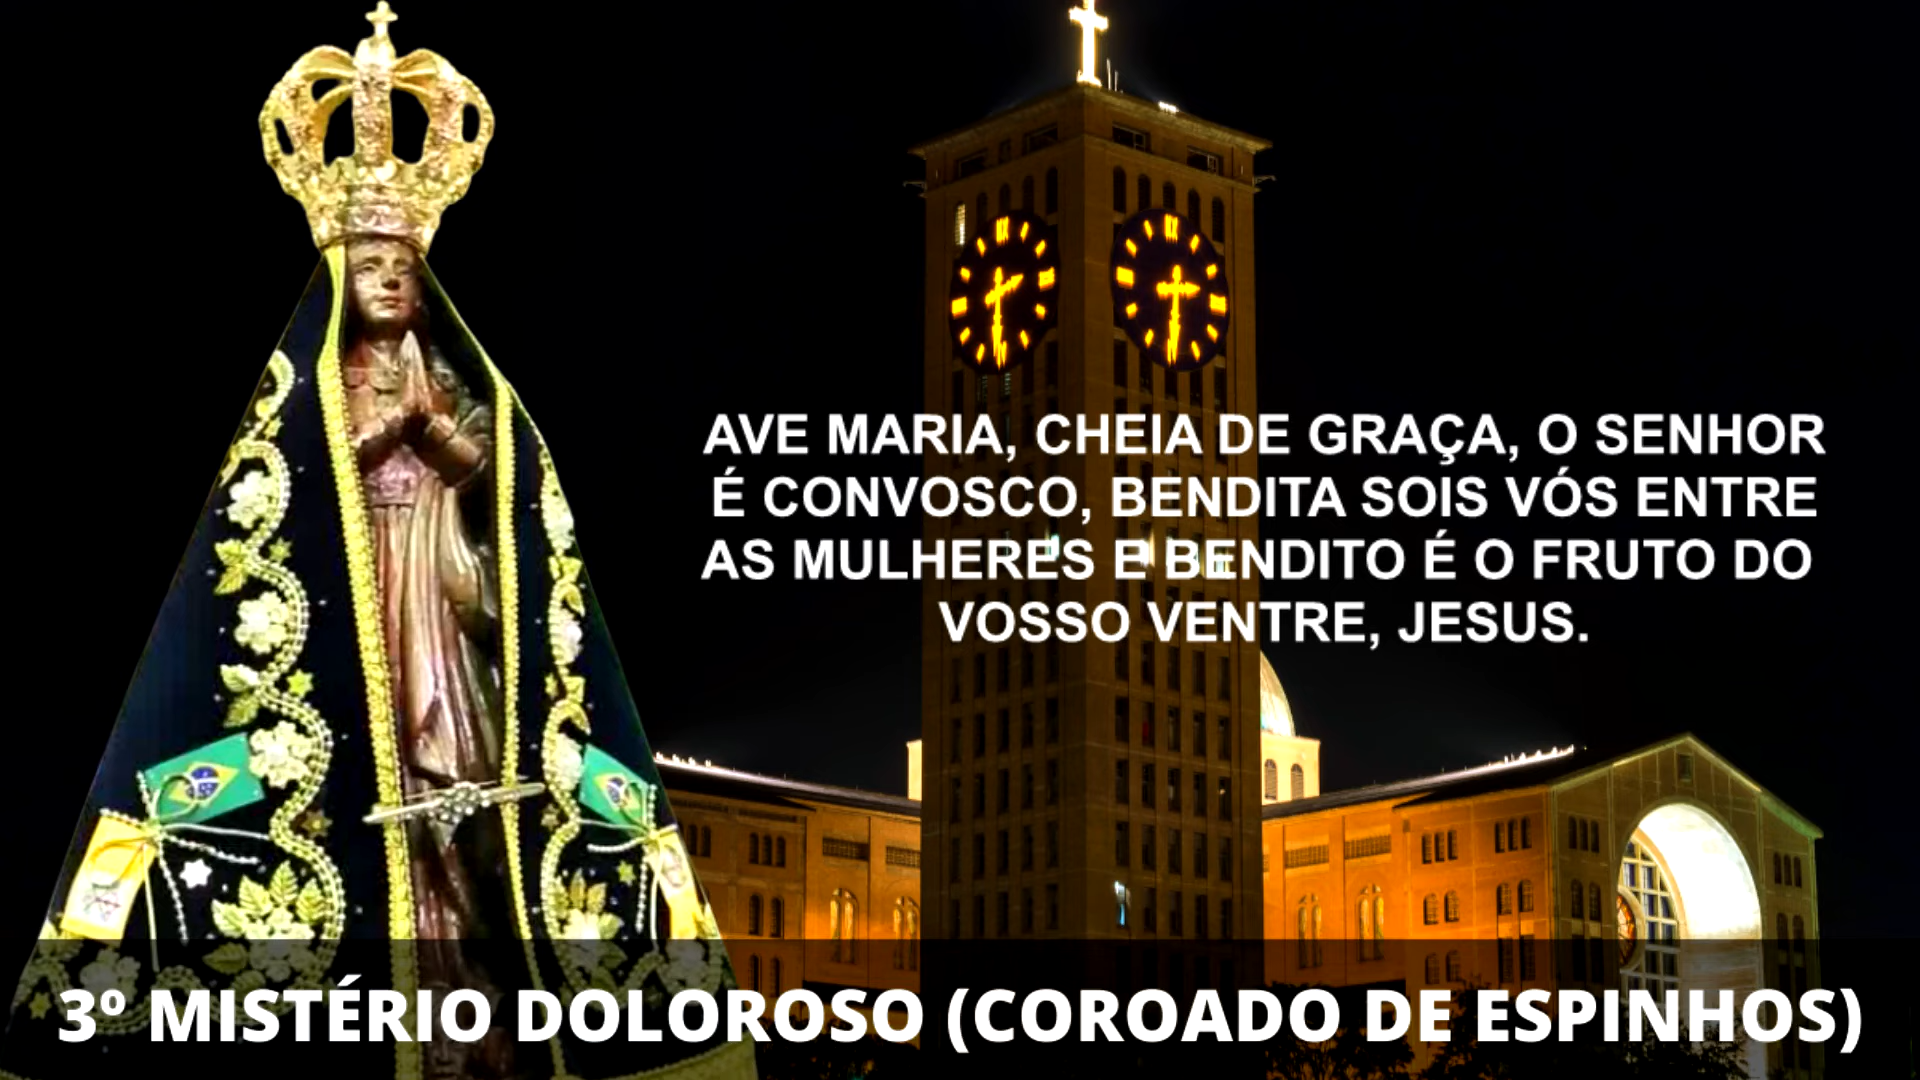 AVE MARIA, CHEIA DE GRAÇA, O SENHOR
É CONVOSCO, BENDITA SOIS VÓS ENTRE
AS MULHERES E BENDITO É O FRUTO DO
VOSSO VENTRE, JESUS.
3º MISTÉRIO DOLOROSO (COROADO DE ESPINHOS)